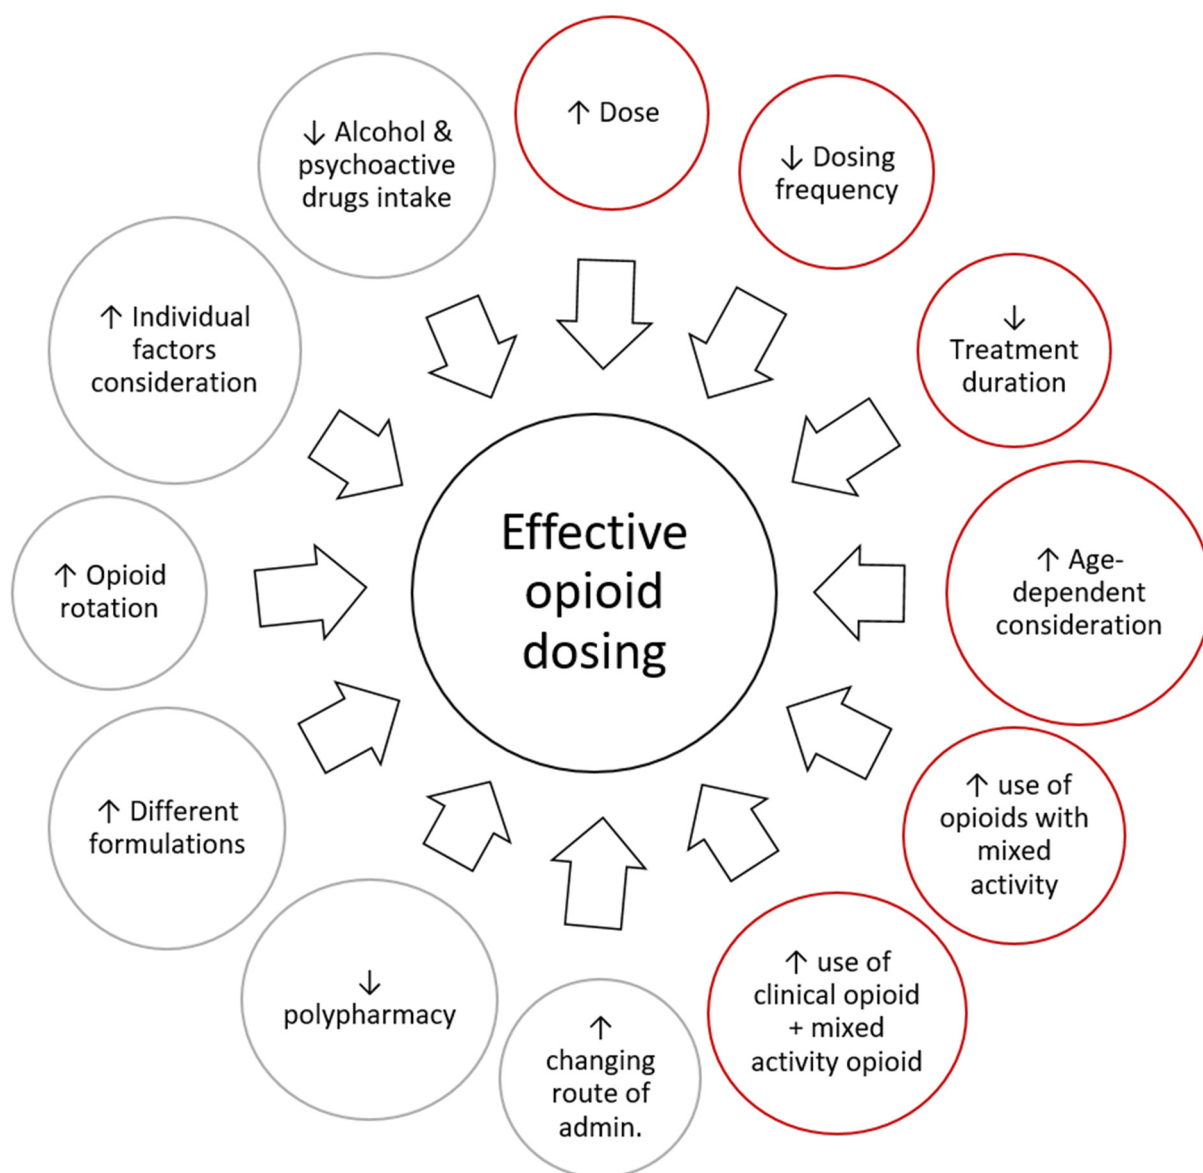 ↑ Dose
↓ Dosing
frequency
↓
Treatment
duration
↑ Age-
dependent
consideration
↑ use of
opioids with
mixed
activity
↑ use of
clinical opioid
+ mixed
activity opioid
↑
changing
route of
admin.
↓
polypharmacy
↑ Different
formulations
↑ Opioid
rotation
↑ Individual
factors
consideration
↓ Alcohol &
psychoactive
drugs intake
Effective
opioid
dosing